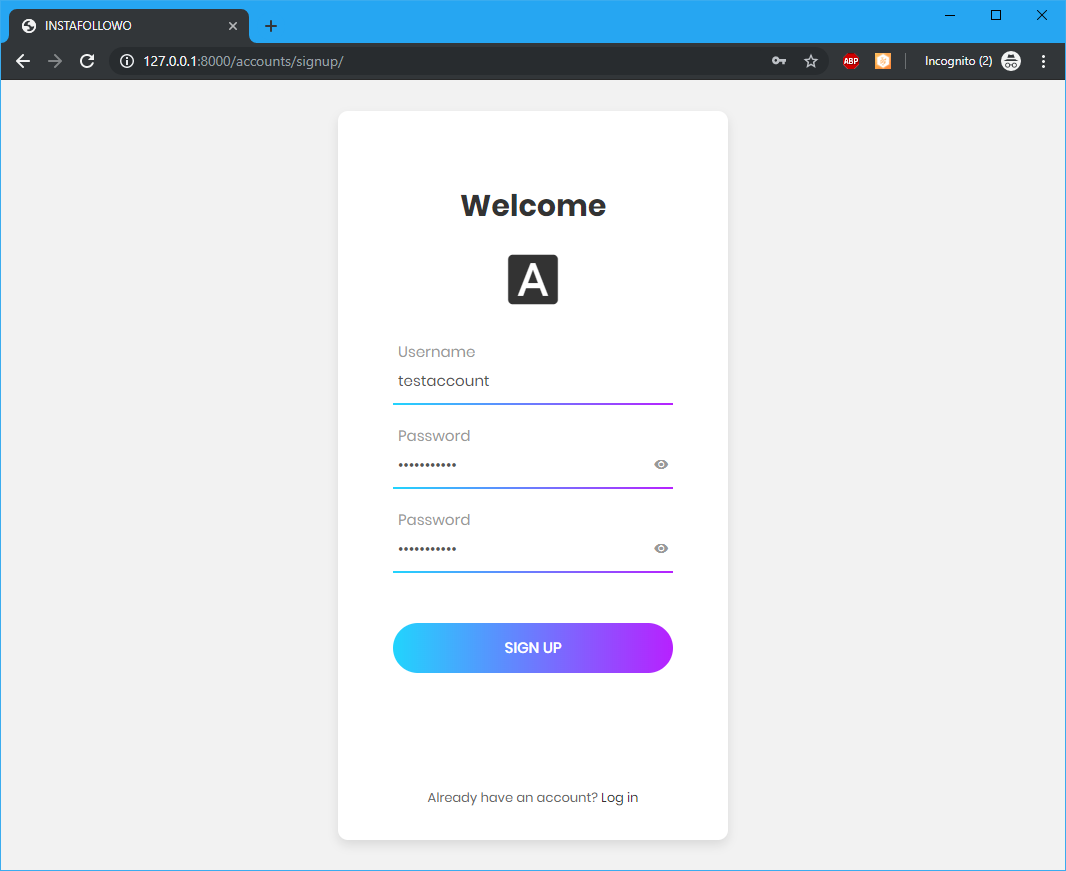 INSTAFOLLOWO
127.0.0.1:8000/accounts/signup/
ABP
Incognito (2)
Welcome
A
Username
testaccount
Password
•••••••••••
Password
•••••••••••
SIGN UP
Already have an account? Log in